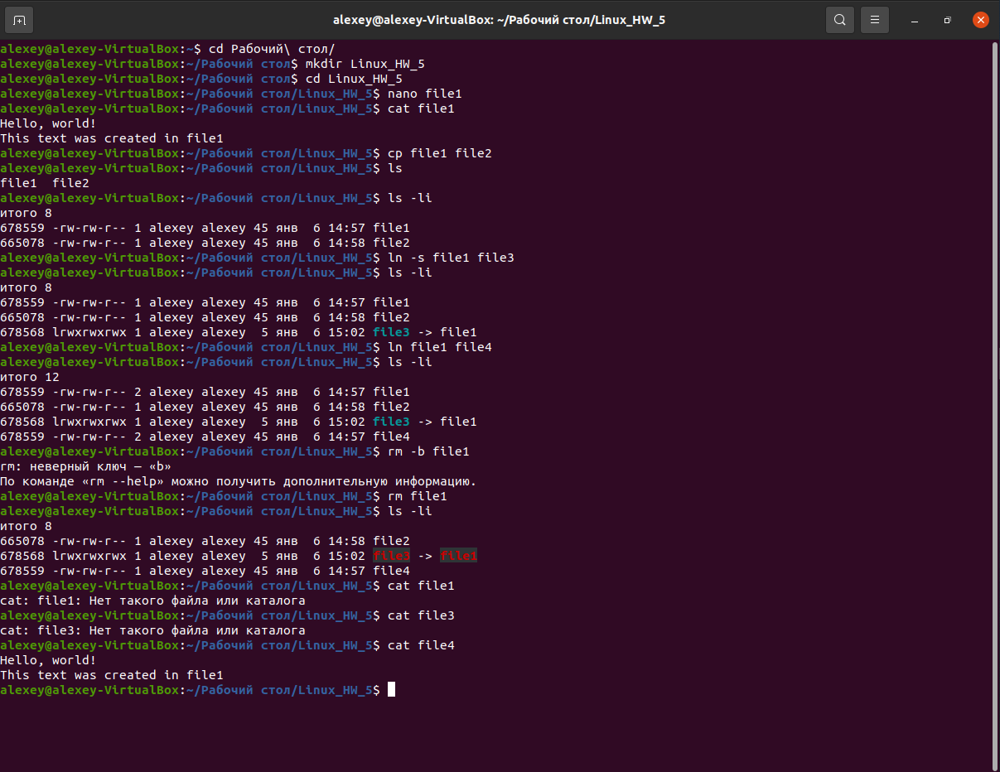 alexey@alexey-VirtualBox: ~/Рабочий стол/Linux_HW_5
alexey@alexey-VirtualBox:~$ cd Рабочий\ стол/
alexey@alexey-VirtualBox:~/Рабочий стол$ mkdir Linux_HW_5
alexey@alexey-VirtualBox:~/Рабочий стол$ cd Linux_HW_5
alexey@alexey-VirtualBox:~/Рабочий стол/Linux_HW_5$ nano file1
alexey@alexey-VirtualBox:~/Рабочий стол/Linux_HW_5$ cat file1
Hello, world!
This text was created in file1
alexey@alexey-VirtualBox:~/Рабочий стол/Linux_HW_5$ cp file1 file2
alexey@alexey-VirtualBox:~/Рабочий стол/Linux_HW_5$ ls
file1  file2
alexey@alexey-VirtualBox:~/Рабочий стол/Linux_HW_5$ ls -li
итого 8
678559 -rw-rw-r-- 1 alexey alexey 45 янв  6 14:57 file1
665078 -rw-rw-r-- 1 alexey alexey 45 янв  6 14:58 file2
alexey@alexey-VirtualBox:~/Рабочий стол/Linux_HW_5$ ln -s file1 file3
alexey@alexey-VirtualBox:~/Рабочий стол/Linux_HW_5$ ls -li
итого 8
678559 -rw-rw-r-- 1 alexey alexey 45 янв  6 14:57 file1
665078 -rw-rw-r-- 1 alexey alexey 45 янв  6 14:58 file2
678568 lrwxrwxrwx 1 alexey alexey  5 янв  6 15:02 file3 -> file1
alexey@alexey-VirtualBox:~/Рабочий стол/Linux_HW_5$ ln file1 file4
alexey@alexey-VirtualBox:~/Рабочий стол/Linux_HW_5$ ls -li
итого 12
678559 -rw-rw-r-- 2 alexey alexey 45 янв  6 14:57 file1
665078 -rw-rw-r-- 1 alexey alexey 45 янв  6 14:58 file2
678568 lrwxrwxrwx 1 alexey alexey  5 янв  6 15:02 file3 -> file1
678559 -rw-rw-r-- 2 alexey alexey 45 янв  6 14:57 file4
alexey@alexey-VirtualBox:~/Рабочий стол/Linux_HW_5$ rm -b file1
rm: неверный ключ — «b»
По команде «rm --help» можно получить дополнительную информацию.
alexey@alexey-VirtualBox:~/Рабочий стол/Linux_HW_5$ rm file1
alexey@alexey-VirtualBox:~/Рабочий стол/Linux_HW_5$ ls -li
итого 8
665078 -rw-rw-r-- 1 alexey alexey 45 янв  6 14:58 file2
678568 lrwxrwxrwx 1 alexey alexey  5 янв  6 15:02 file3 -> file1
678559 -rw-rw-r-- 1 alexey alexey 45 янв  6 14:57 file4
alexey@alexey-VirtualBox:~/Рабочий стол/Linux_HW_5$ cat file1
cat: file1: Нет такого файла или каталога
alexey@alexey-VirtualBox:~/Рабочий стол/Linux_HW_5$ cat file3
cat: file3: Нет такого файла или каталога
alexey@alexey-VirtualBox:~/Рабочий стол/Linux_HW_5$ cat file4
Hello, world!
This text was created in file1
alexey@alexey-VirtualBox:~/Рабочий стол/Linux_HW_5$